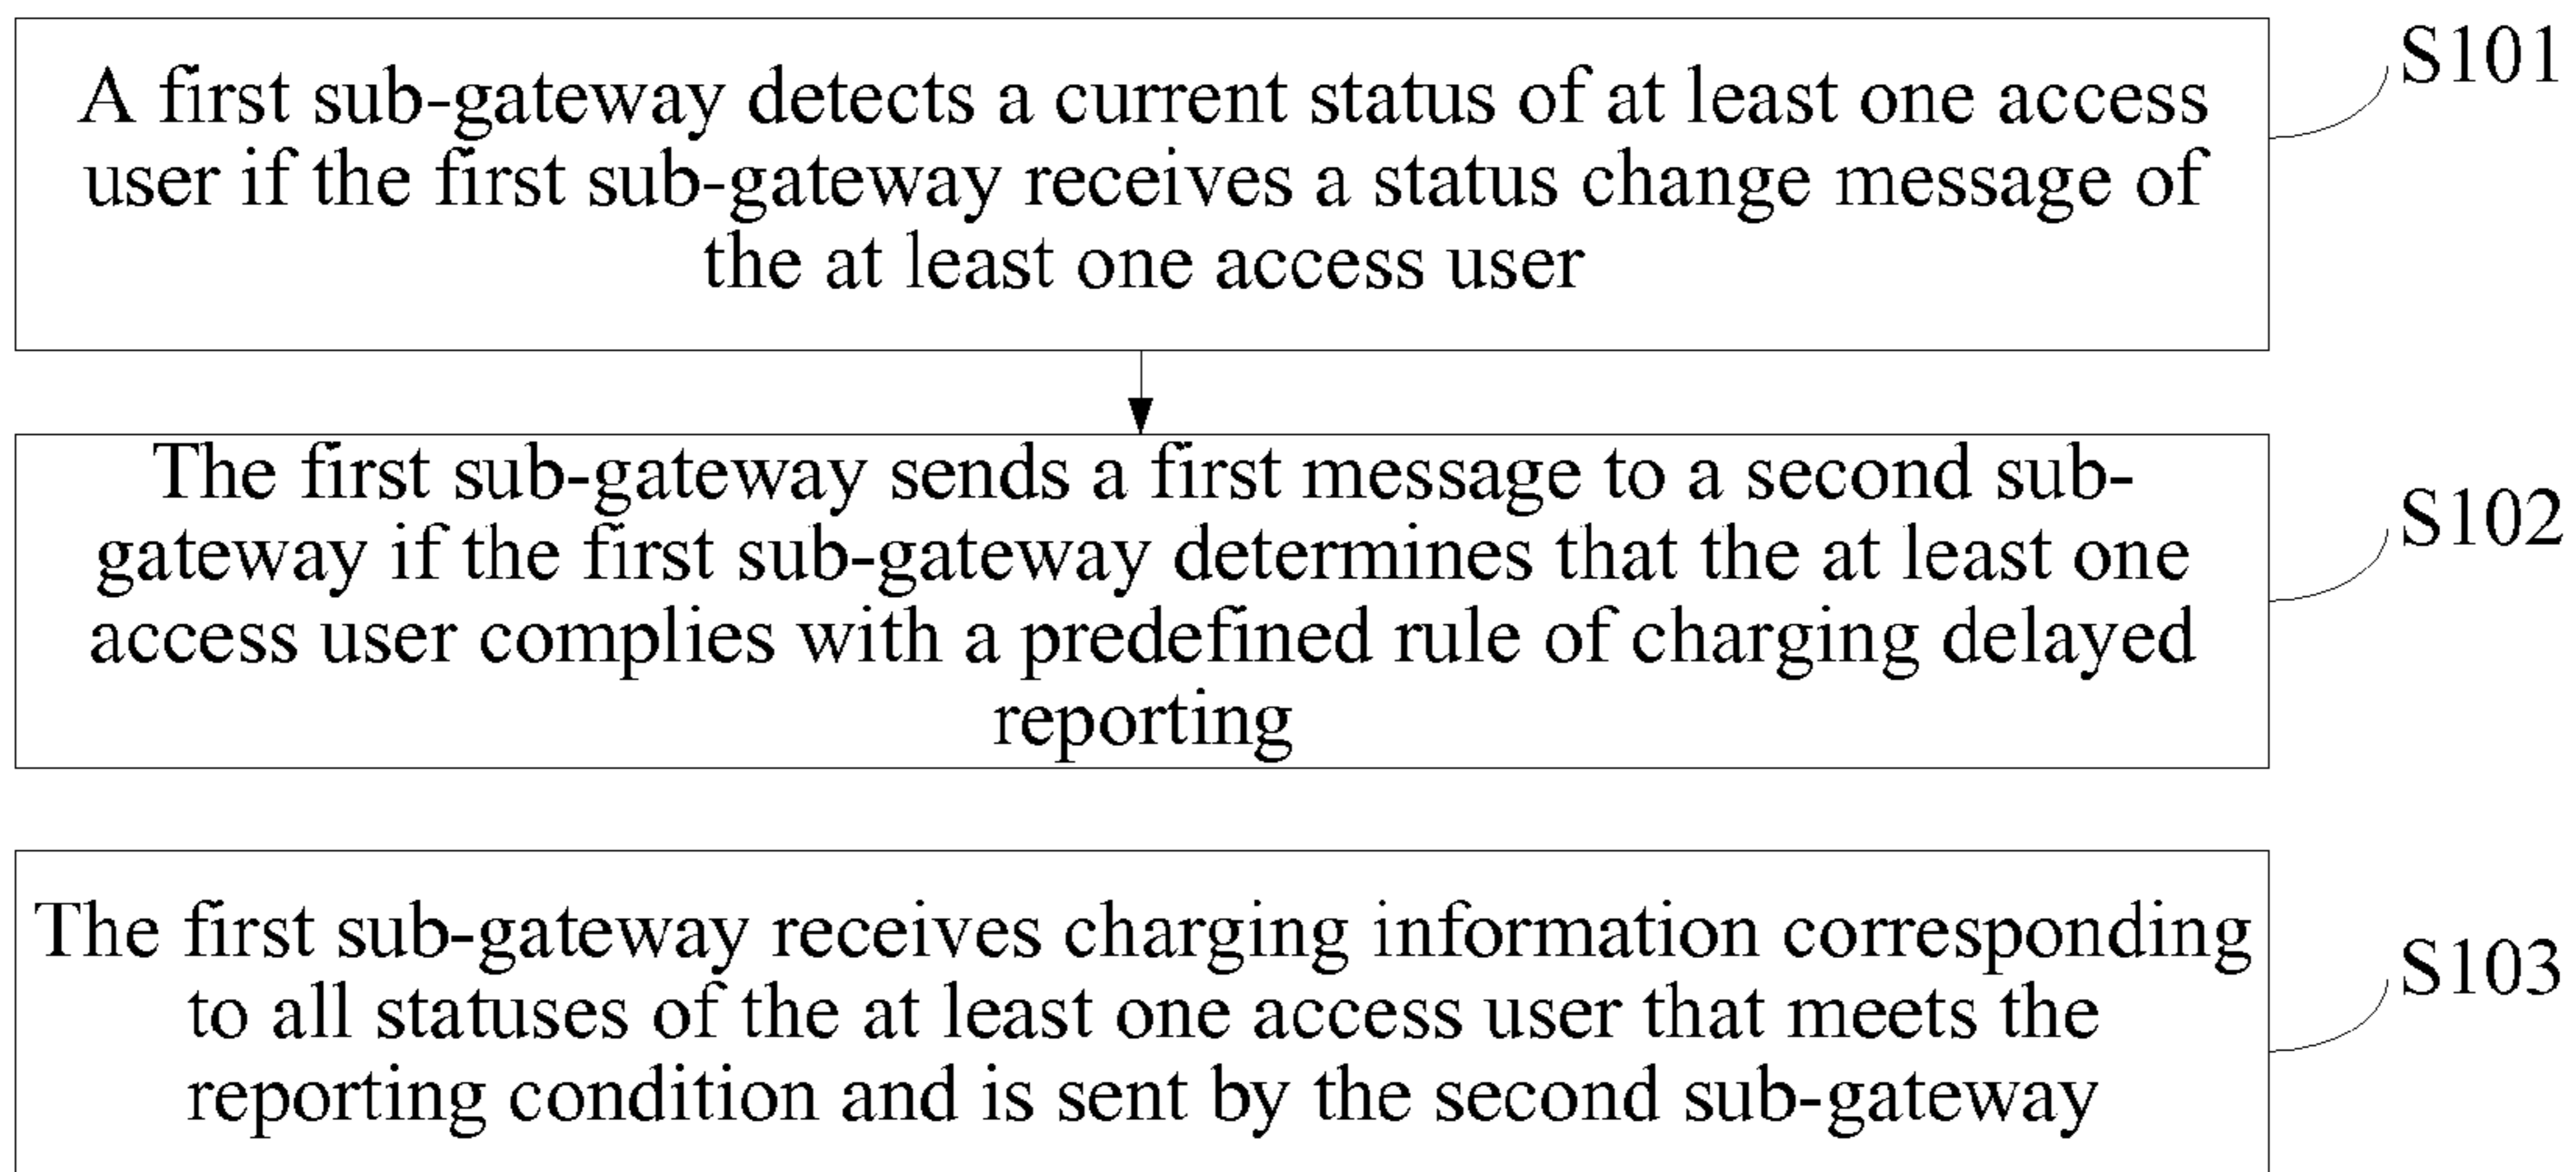 A first sub-gateway detects a current status of at least one access
user if the first sub-gateway receives a status change message of
the at least one access user
S101
The first sub-gateway sends a first message to a second sub-
gateway if the first sub-gateway determines that the at least one
access user complies with a predefined rule of charging delayed
reporting
S102
The first sub-gateway receives charging information corresponding
to all statuses of the at least one access user that meets the
reporting condition and is sent by the second sub-gateway
S103